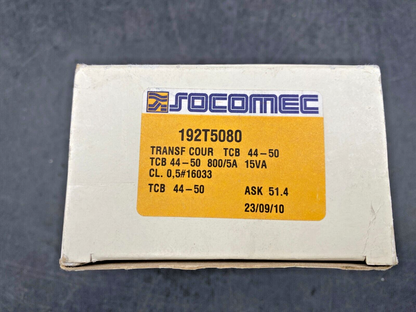 SOCOMEC
192T5080
TRANSF COUR TCB 44-50
TCB 44-50 800/5A 15VA
CL. 0,5#16033
TCB 44-50 ASK 51.4
23/09/10